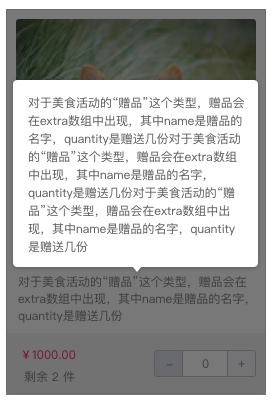 对于美食活动的“赠品”这个类型，赠品会
在extra数组中出现，其中name是赠品的
名字，quantity是赠送几份对于美食活动
的“赠品”这个类型，赠品会在extra数组
中出现，其中name是赠品的名字，
quantity是赠送几份对于美食活动的“赠
品”这个类型，赠品会在extra数组中出
现，其中name是赠品的名字，quantity
是赠送几份
对于美食活动的“赠品”这个类型，赠品会在
extra数组中出现，其中name是赠品的名字，
quantity是赠送几份
￥1000.00
剩余 2 件
－ 0 +